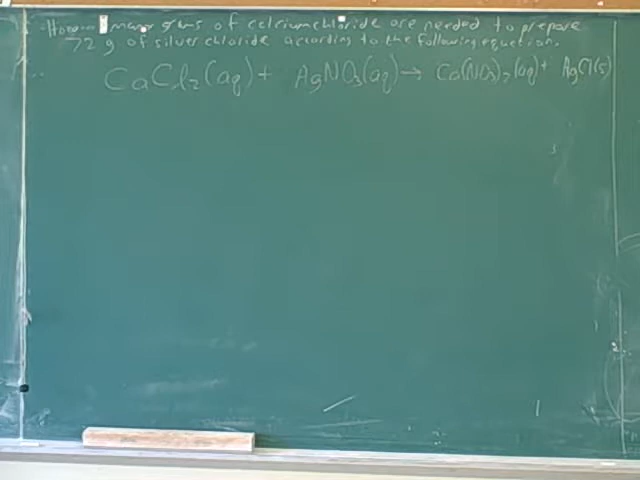 How many grams of calcium chloride are needed to prepare
72 g of silver chloride according to the following equation.
CaCl2(aq) + AgNO3(aq) → Ca(NO3)2(aq) + AgCl(s)